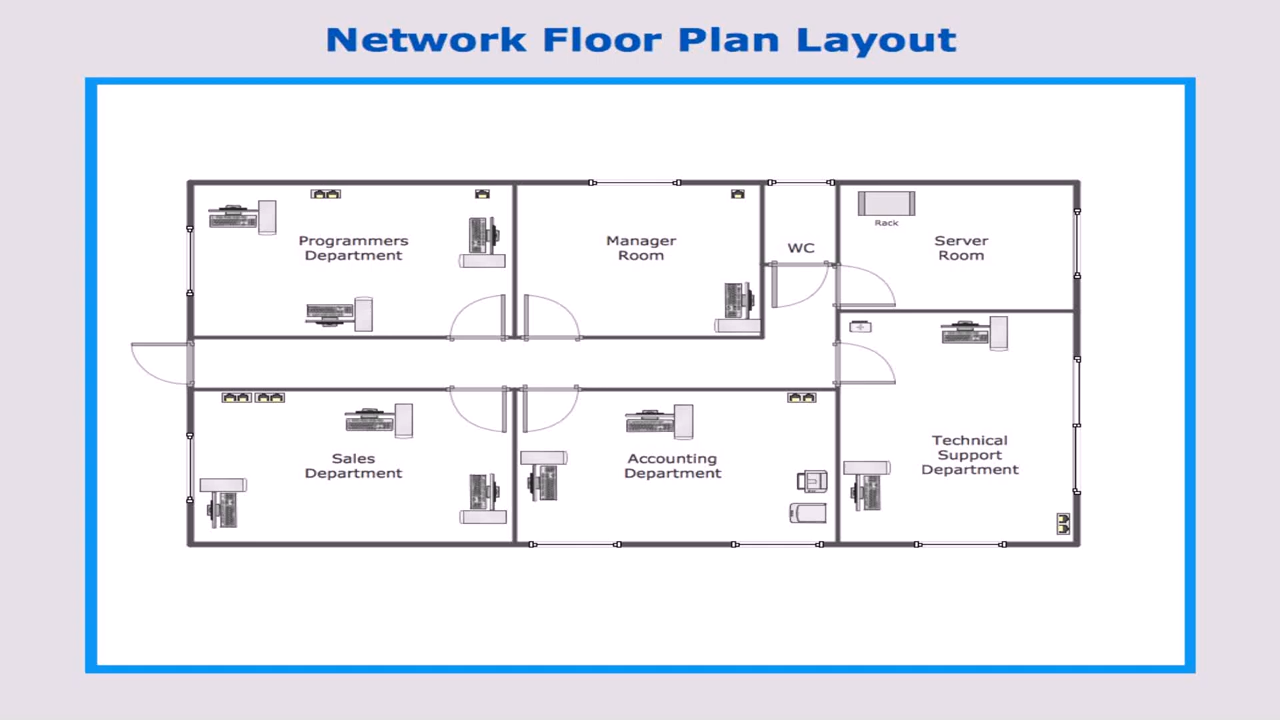 Network Floor Plan Layout
Programmers
Department
Manager
Room
WC
Rack
Server
Room
Sales
Department
Accounting
Department
Technical
Support
Department